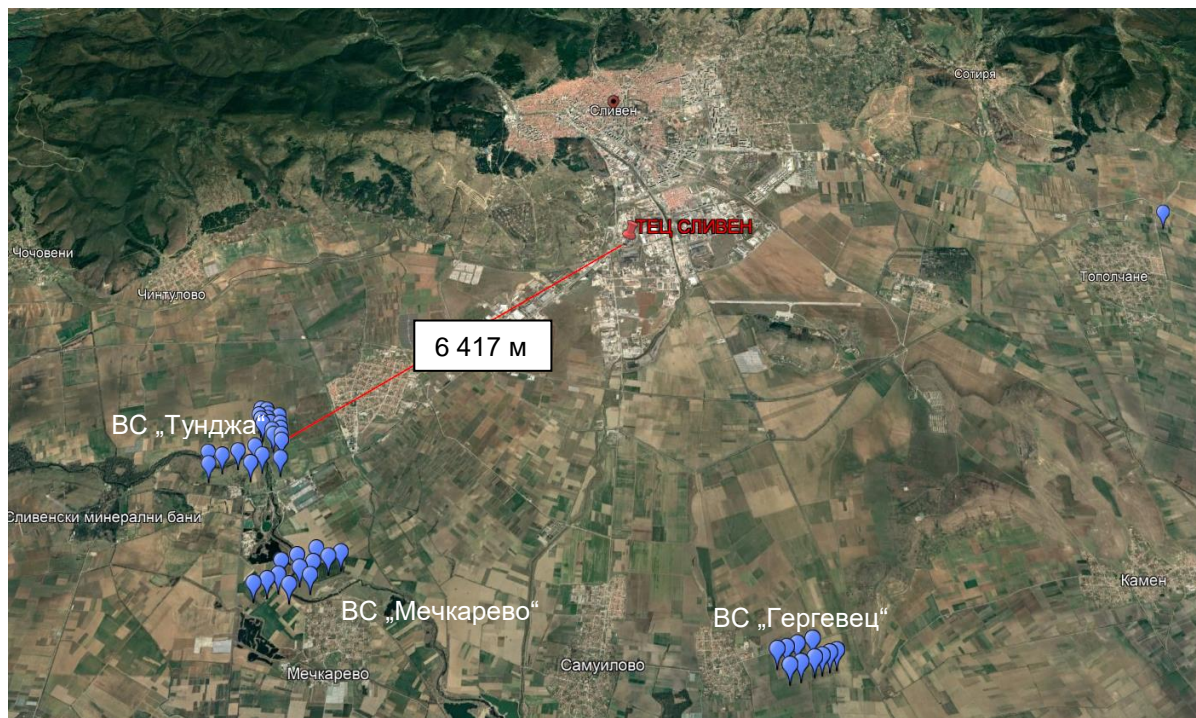 Сотиря
Сливен
ТЕЦ СЛИВЕН
Чочовени
Тополчане
Чинтулово
6 417 м
ВС „Тунджа“
Сливенски минерални бани
Камен
ВС „Мечкарево“
ВС „Гергевец“
Самуилово
Мечкарево